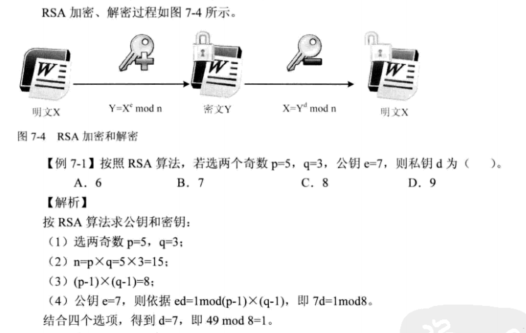 RSA 加密、解密过程如图 7-4 所示。
明文X Y=Xᵉ mod n 密文Y X=Yᵈ mod n 明文X
图 7-4 RSA 加密和解密
【例 7-1】按照 RSA 算法,若选两个奇数 p=5,q=3,公钥 e=7,则私钥 d 为( )。
A.6 B.7 C.8 D.9
【解析】
按 RSA 算法求公钥和密钥:
(1)选两奇数 p=5,q=3;
(2)n=p×q=5×3=15;
(3)(p-1)×(q-1)=8;
(4)公钥 e=7,则依据 ed=1mod(p-1)×(q-1),即 7d=1mod8。
结合四个选项,得到 d=7,即 49 mod 8=1。